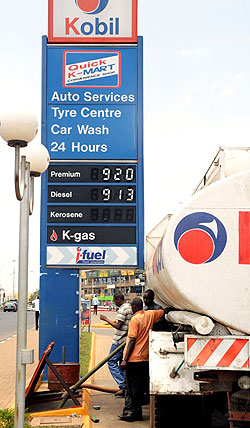 Kobil
Quick
K-MART
CONVENIENCE SHOP
Auto Services
Tyre Centre
Car Wash
24 Hours
Premium 920
Diesel 913
Kerosene
K-gas
j-fuel